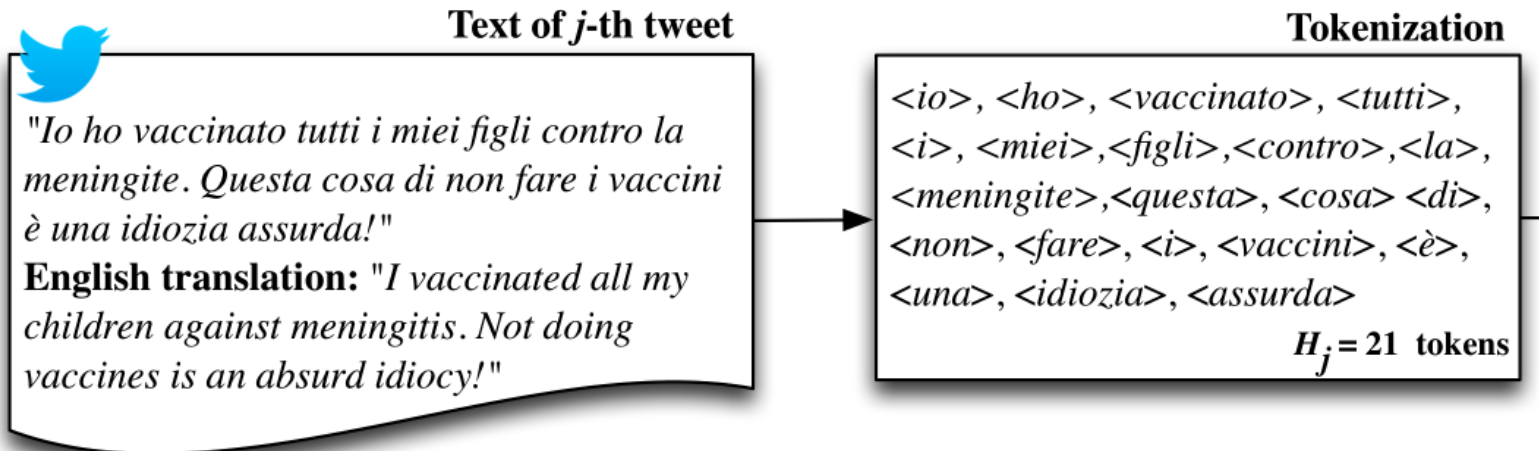 Text of j-th tweet
"Io ho vaccinato tutti i miei figli contro la
meningite. Questa cosa di non fare i vaccini
è una idiozia assurda!"
English translation: "I vaccinated all my
children against meningitis. Not doing
vaccines is an absurd idiocy!"
Tokenization
<io>, <ho>, <vaccinato>, <tutti>,
<i>, <miei>,<figli>,<contro>,<la>,
<meningite>,<questa>, <cosa> <di>,
<non>, <fare>, <i>, <vaccini>, <è>,
<una>, <idiozia>, <assurda>
Hj = 21 tokens